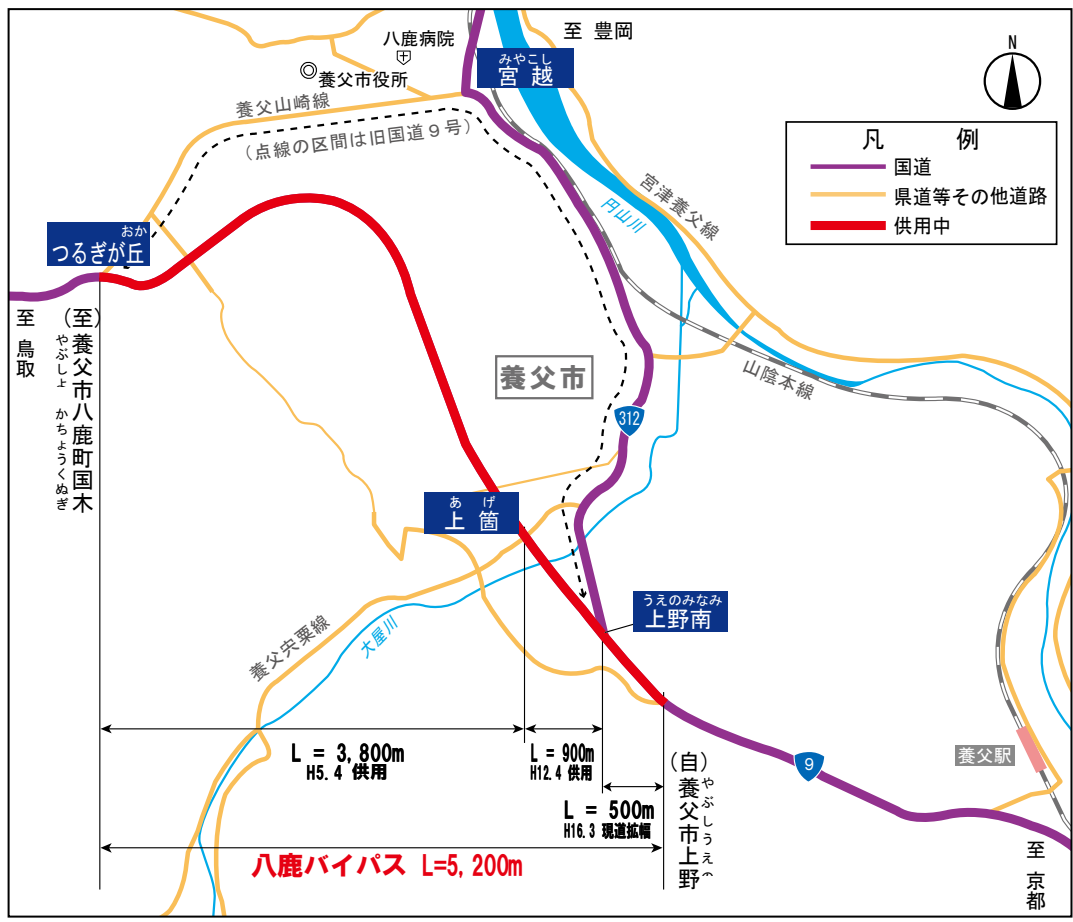 至 豊岡
N
八鹿病院
養父市役所
みやこし
宮越
養父山崎線
(点線の区間は旧国道9号)
凡 例
国道
県道等その他道路
供用中
宮津養父線
円山川
おか
つるぎが丘
至 鳥取
(至)養父市八鹿町国木
やぶしょ かちょうくぬぎ
養父市
山陰本線
312
あ げ
上 箇
うえのみなみ
上野南
養父宍粟線
大屋川
L = 3,800m
H5.4 供用
L = 900m
H12.4 供用
L = 500m
H16.3 現道拡幅
(自)養父市上野
やぶしうえの
9
養父駅
八鹿バイパス L=5,200m
至 京都